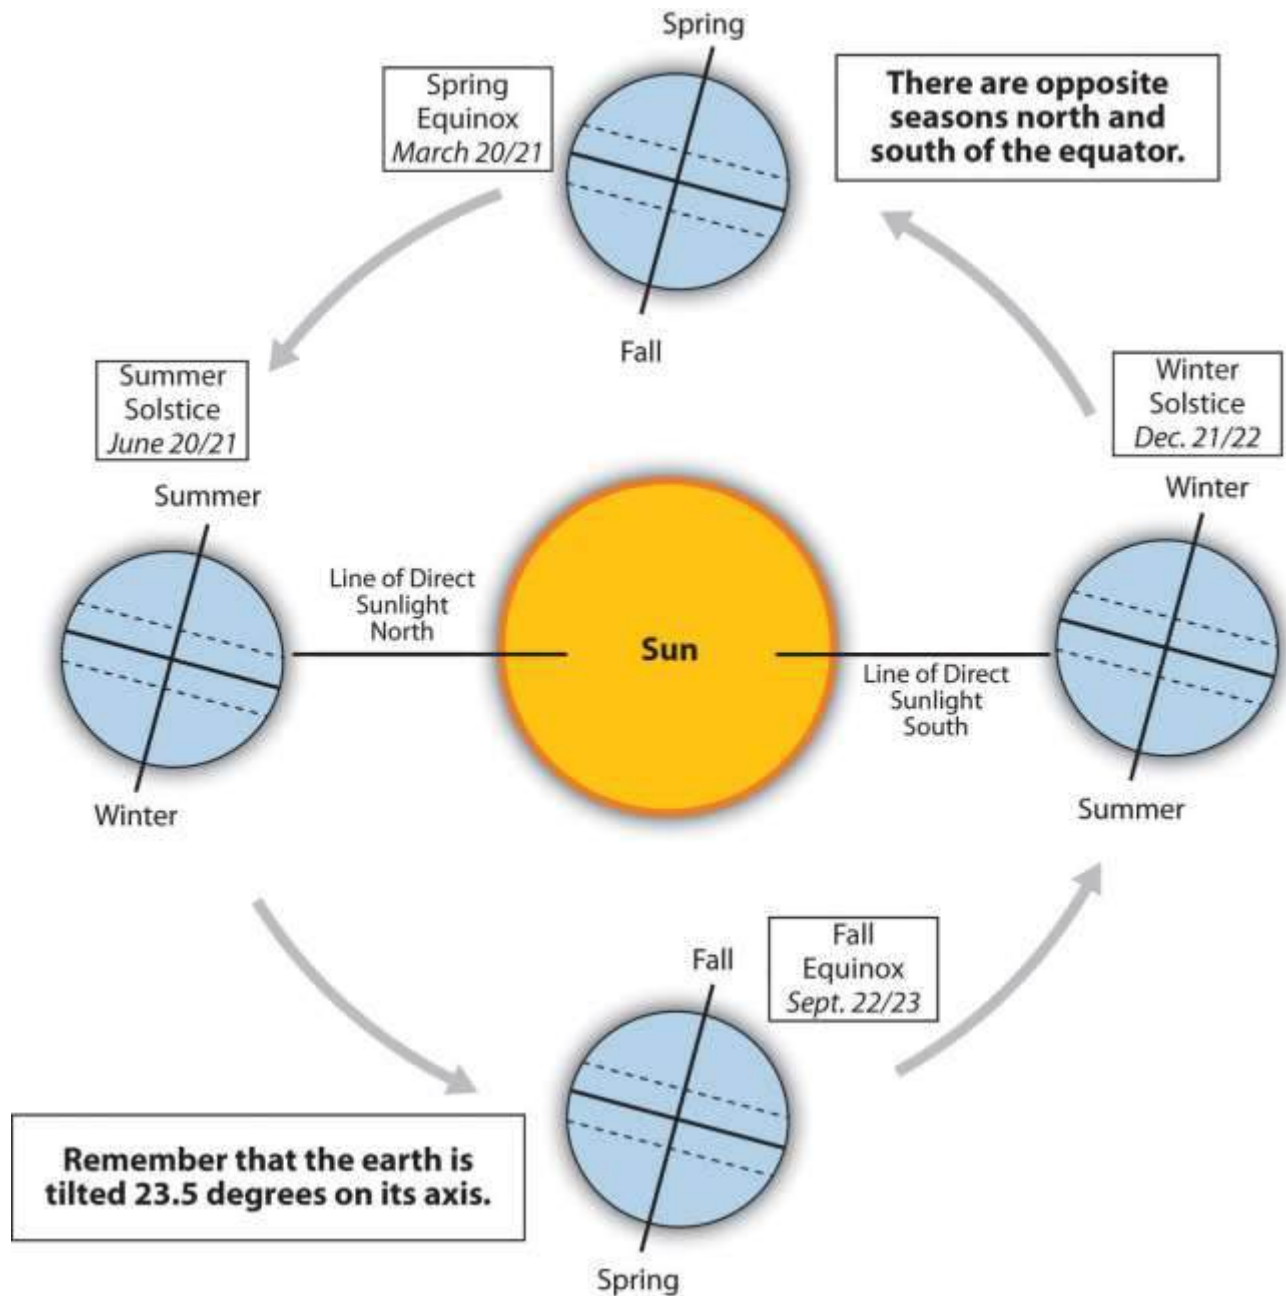 Spring
Spring
Equinox
March 20/21
There are opposite
seasons north and
south of the equator.
Fall
Summer
Solstice
June 20/21
Winter
Solstice
Dec. 21/22
Summer
Winter
Line of Direct
Sunlight
North
Sun
Line of Direct
Sunlight
South
Winter
Summer
Fall
Fall
Equinox
Sept. 22/23
Remember that the earth is
tilted 23.5 degrees on its axis.
Spring